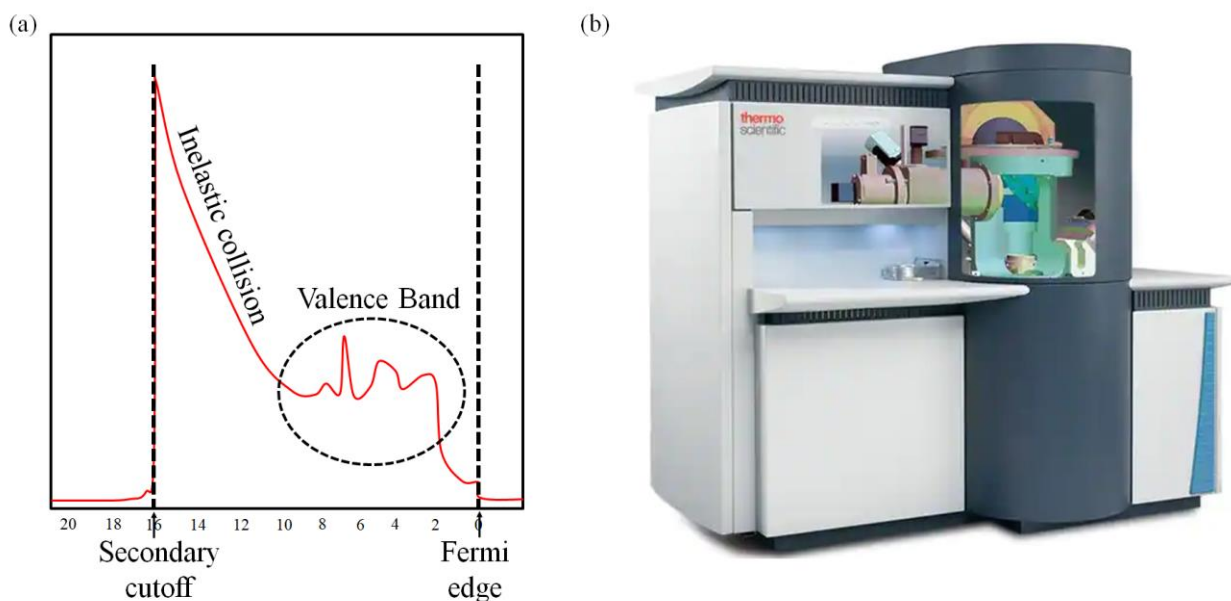 (a)
(b)
Inelastic collision
Valence Band
20 18 16 14 12 10 8 6 4 2 0
Secondary
cutoff
Fermi
edge
thermo
scientific